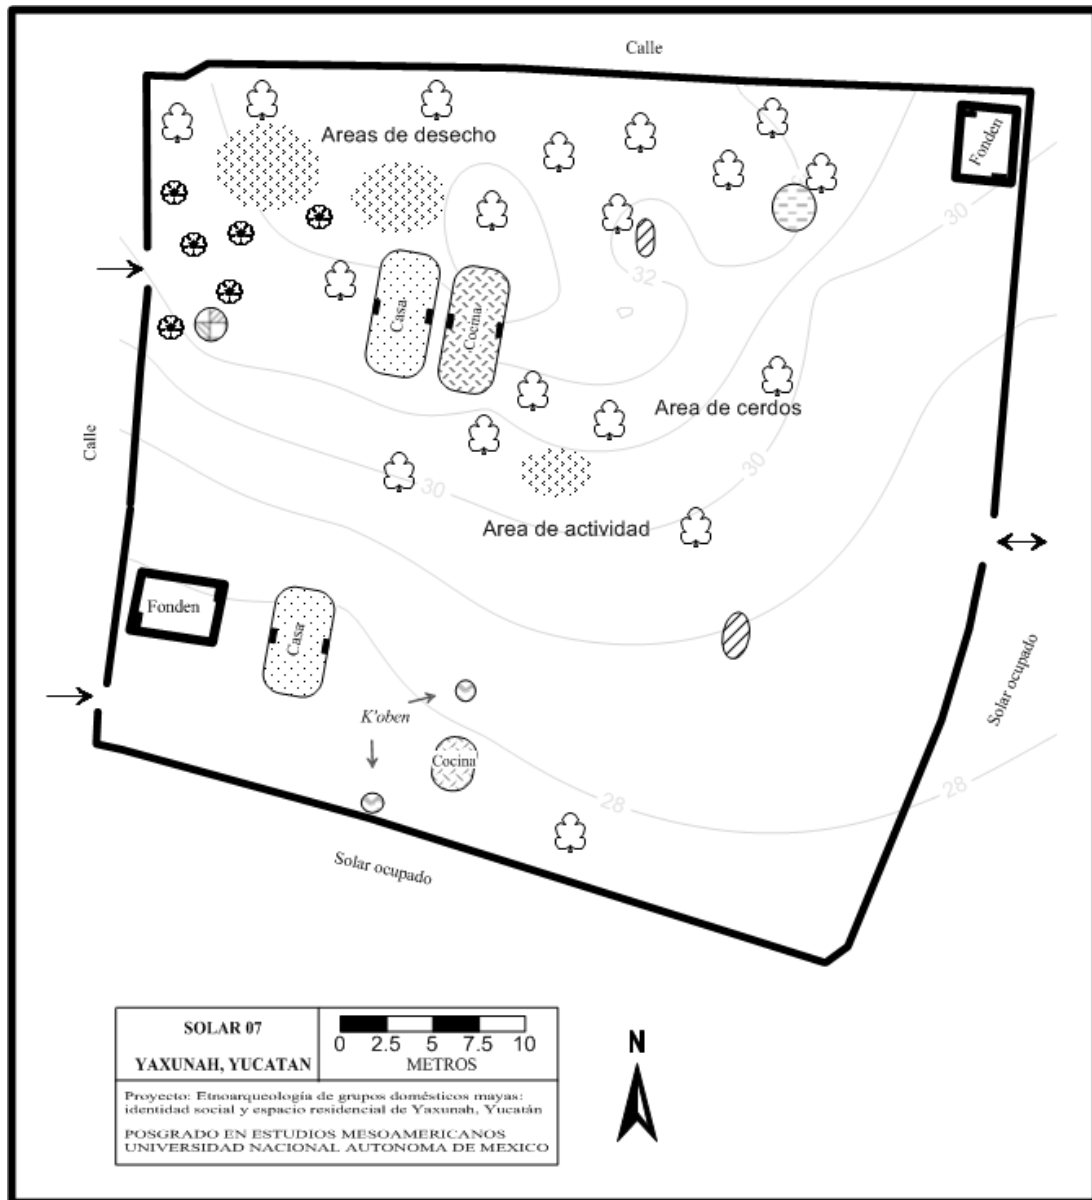 Calle
Areas de desecho
Fonden
30
32
Casa
Cocina
Area de cerdos
Calle
30
30
Area de actividad
Fonden
Casa
Solar ocupado
K'oben
Cocina
28
28
Solar ocupado
SOLAR 07
YAXUNAH, YUCATAN
0 2.5 5 7.5 10
METROS
N
Proyecto: Etnoarqueología de grupos domésticos mayas:
identidad social y espacio residencial de Yaxunah, Yucatán
POSGRADO EN ESTUDIOS MESOAMERICANOS
UNIVERSIDAD NACIONAL AUTONOMA DE MEXICO